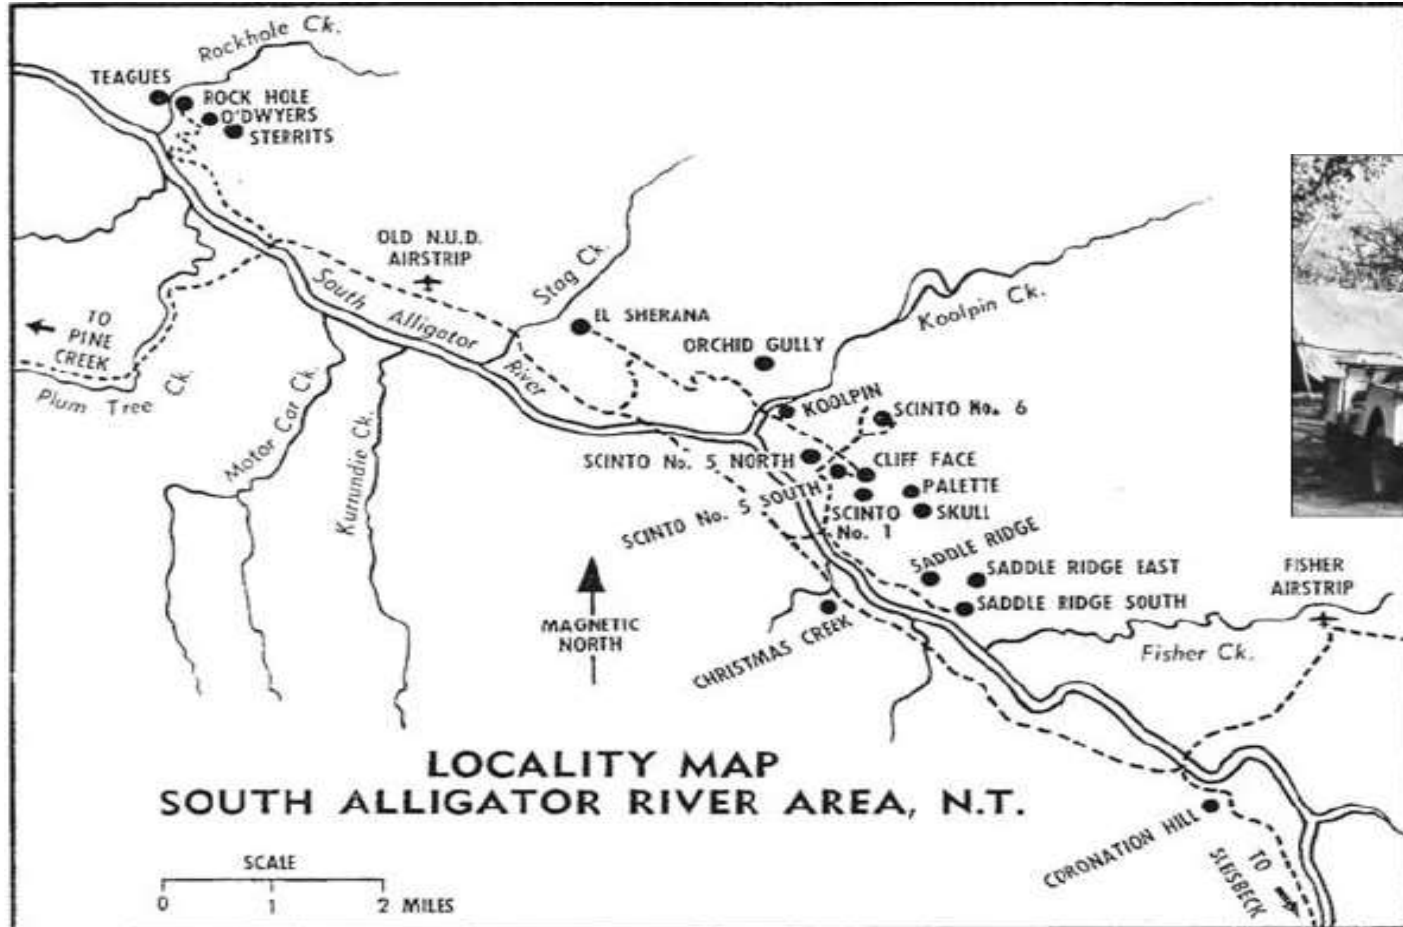 Rockhole Ck.
TEAGUES
ROCK HOLE
O'DWYERS
STERRITS
OLD N.U.D.
AIRSTRIP
Stag Ck.
South Alligator River
Koolpin Ck.
EL SHERANA
ORCHID GULLY
TO
PINE
CREEK
Plum Tree Ck.
Motor Car Ck.
Kurrundie Ck.
KOOLPIN
SCINTO No. 6
SCINTO No. 5 NORTH
CLIFF FACE
SCINTO No. 5 SOUTH
PALETTE
SCINTO
No. 1
SKULL
SADDLE RIDGE
SADDLE RIDGE EAST
SADDLE RIDGE SOUTH
FISHER
AIRSTRIP
MAGNETIC
NORTH
CHRISTMAS CREEK
Fisher Ck.
LOCALITY MAP
SOUTH ALLIGATOR RIVER AREA, N.T.
CORONATION HILL
TO
SLEISBECK
SCALE
0 1 2 MILES